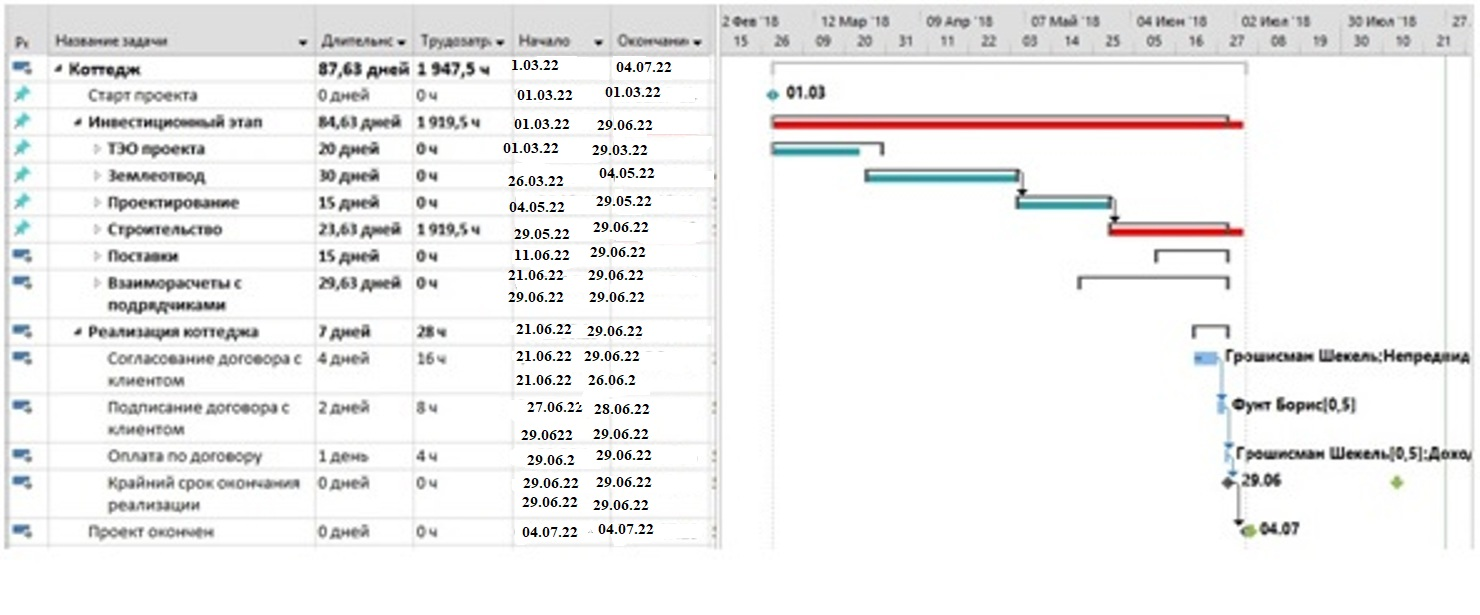 2 Фев '18 12 Мар '18 09 Апр '18 07 Май '18 04 Июн '18 02 Июл '18 30 Июл '18 27.
Название задачи Длительнс Трудозатр Начало Окончани 15 26 09 20 31 11 22 03 14 25 05 16 27 08 19 30 10 21
Коттедж 87,63 дней 1 947,5 ч 1.03.22 04.07.22
Старт проекта 0 дней 0 ч 01.03.22 01.03.22 01.03
Инвестиционный этап 84,63 дней 1 919,5 ч 01.03.22 29.06.22
ТЭО проекта 20 дней 0 ч 01.03.22 29.03.22
Землеотвод 30 дней 0 ч 26.03.22 04.05.22
Проектирование 15 дней 0 ч 04.05.22 29.05.22
Строительство 23,63 дней 1 919,5 ч 29.05.22 29.06.22
Поставки 15 дней 0 ч 11.06.22 29.06.22
Взаиморасчеты с 29,63 дней 0 ч 21.06.22 29.06.22
подрядчиками 29.06.22 29.06.22
Реализация коттеджа 7 дней 28 ч 21.06.22 29.06.22
Согласование договора с 4 дней 16 ч 21.06.22 29.06.22 Грошисман Шекель;Непредвид
клиентом 21.06.22 26.06.2
Подписание договора с 2 дней 8 ч 27.06.22 28.06.22 Фунт Борис[0,5]
клиентом 29.0622 29.06.22
Оплата по договору 1 день 4 ч 29.06.2 29.06.22 Грошисман Шекель[0,5];Доход
Крайний срок окончания 0 дней 0 ч 29.06.22 29.06.22 29.06
реализации 29.06.22 29.06.22
Проект окончен 0 дней 0 ч 04.07.22 04.07.22 04.07